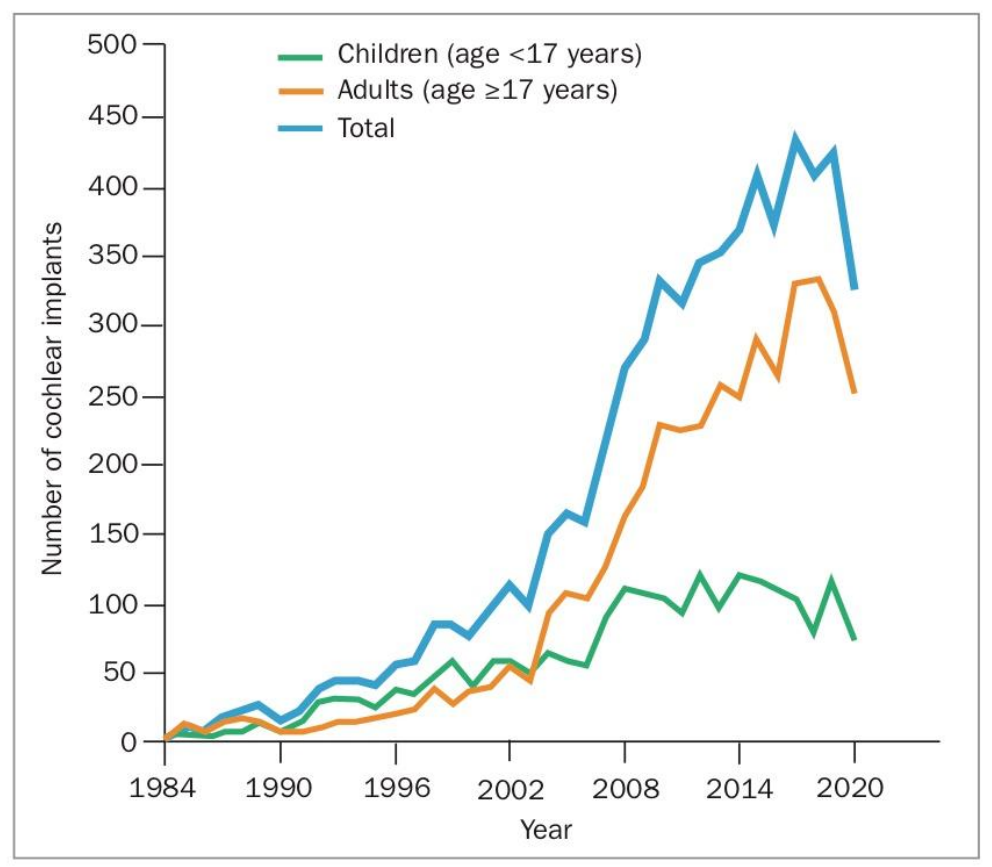 500
450
400
350
300
250
200
150
100
50
0
Children (age <17 years)
Adults (age ≥17 years)
Total
Number of cochlear implants
1984 1990 1996 2002 2008 2014 2020
Year